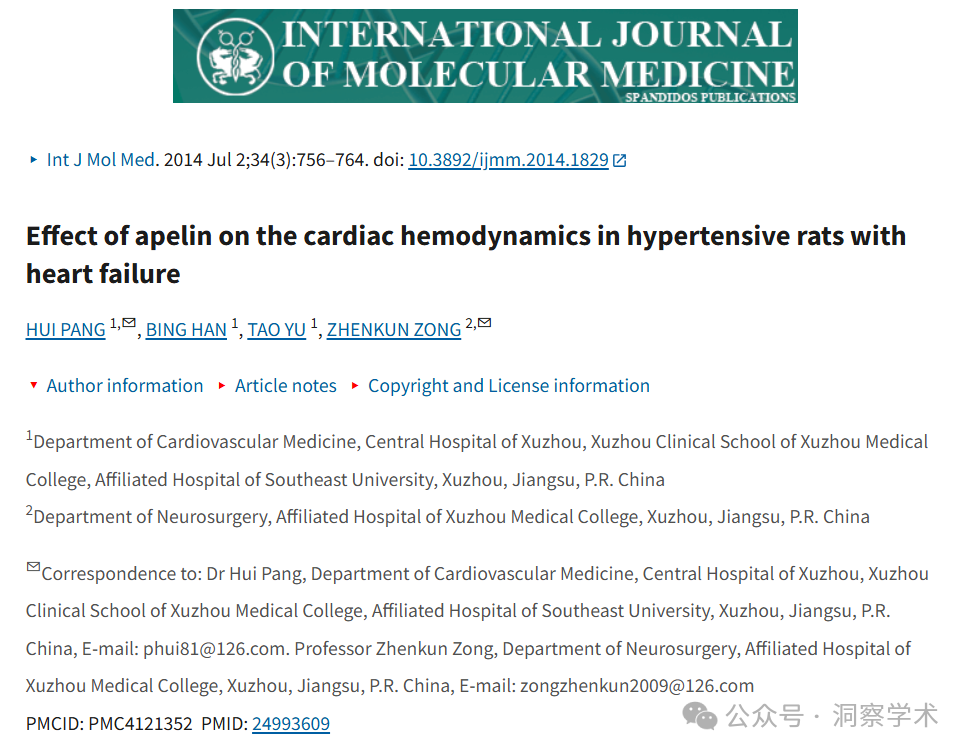 INTERNATIONAL JOURNAL
OF MOLECULAR MEDICINE
SPANDIDOS PUBLICATIONS
Int J Mol Med. 2014 Jul 2;34(3):756–764. doi: 10.3892/ijmm.2014.1829
Effect of apelin on the cardiac hemodynamics in hypertensive rats with
heart failure
HUI PANG 1,✉, BING HAN 1, TAO YU 1, ZHENKUN ZONG 2,✉
Author information Article notes Copyright and License information
1Department of Cardiovascular Medicine, Central Hospital of Xuzhou, Xuzhou Clinical School of Xuzhou Medical
College, Affiliated Hospital of Southeast University, Xuzhou, Jiangsu, P.R. China
2Department of Neurosurgery, Affiliated Hospital of Xuzhou Medical College, Xuzhou, Jiangsu, P.R. China
✉Correspondence to: Dr Hui Pang, Department of Cardiovascular Medicine, Central Hospital of Xuzhou, Xuzhou
Clinical School of Xuzhou Medical College, Affiliated Hospital of Southeast University, Xuzhou, Jiangsu, P.R.
China, E-mail: phui81@126.com. Professor Zhenkun Zong, Department of Neurosurgery, Affiliated Hospital of
Xuzhou Medical College, Xuzhou, Jiangsu, P.R. China, E-mail: zongzhenkun2009@126.com
PMCID: PMC4121352 PMID: 24993609
公众号 · 洞察学术